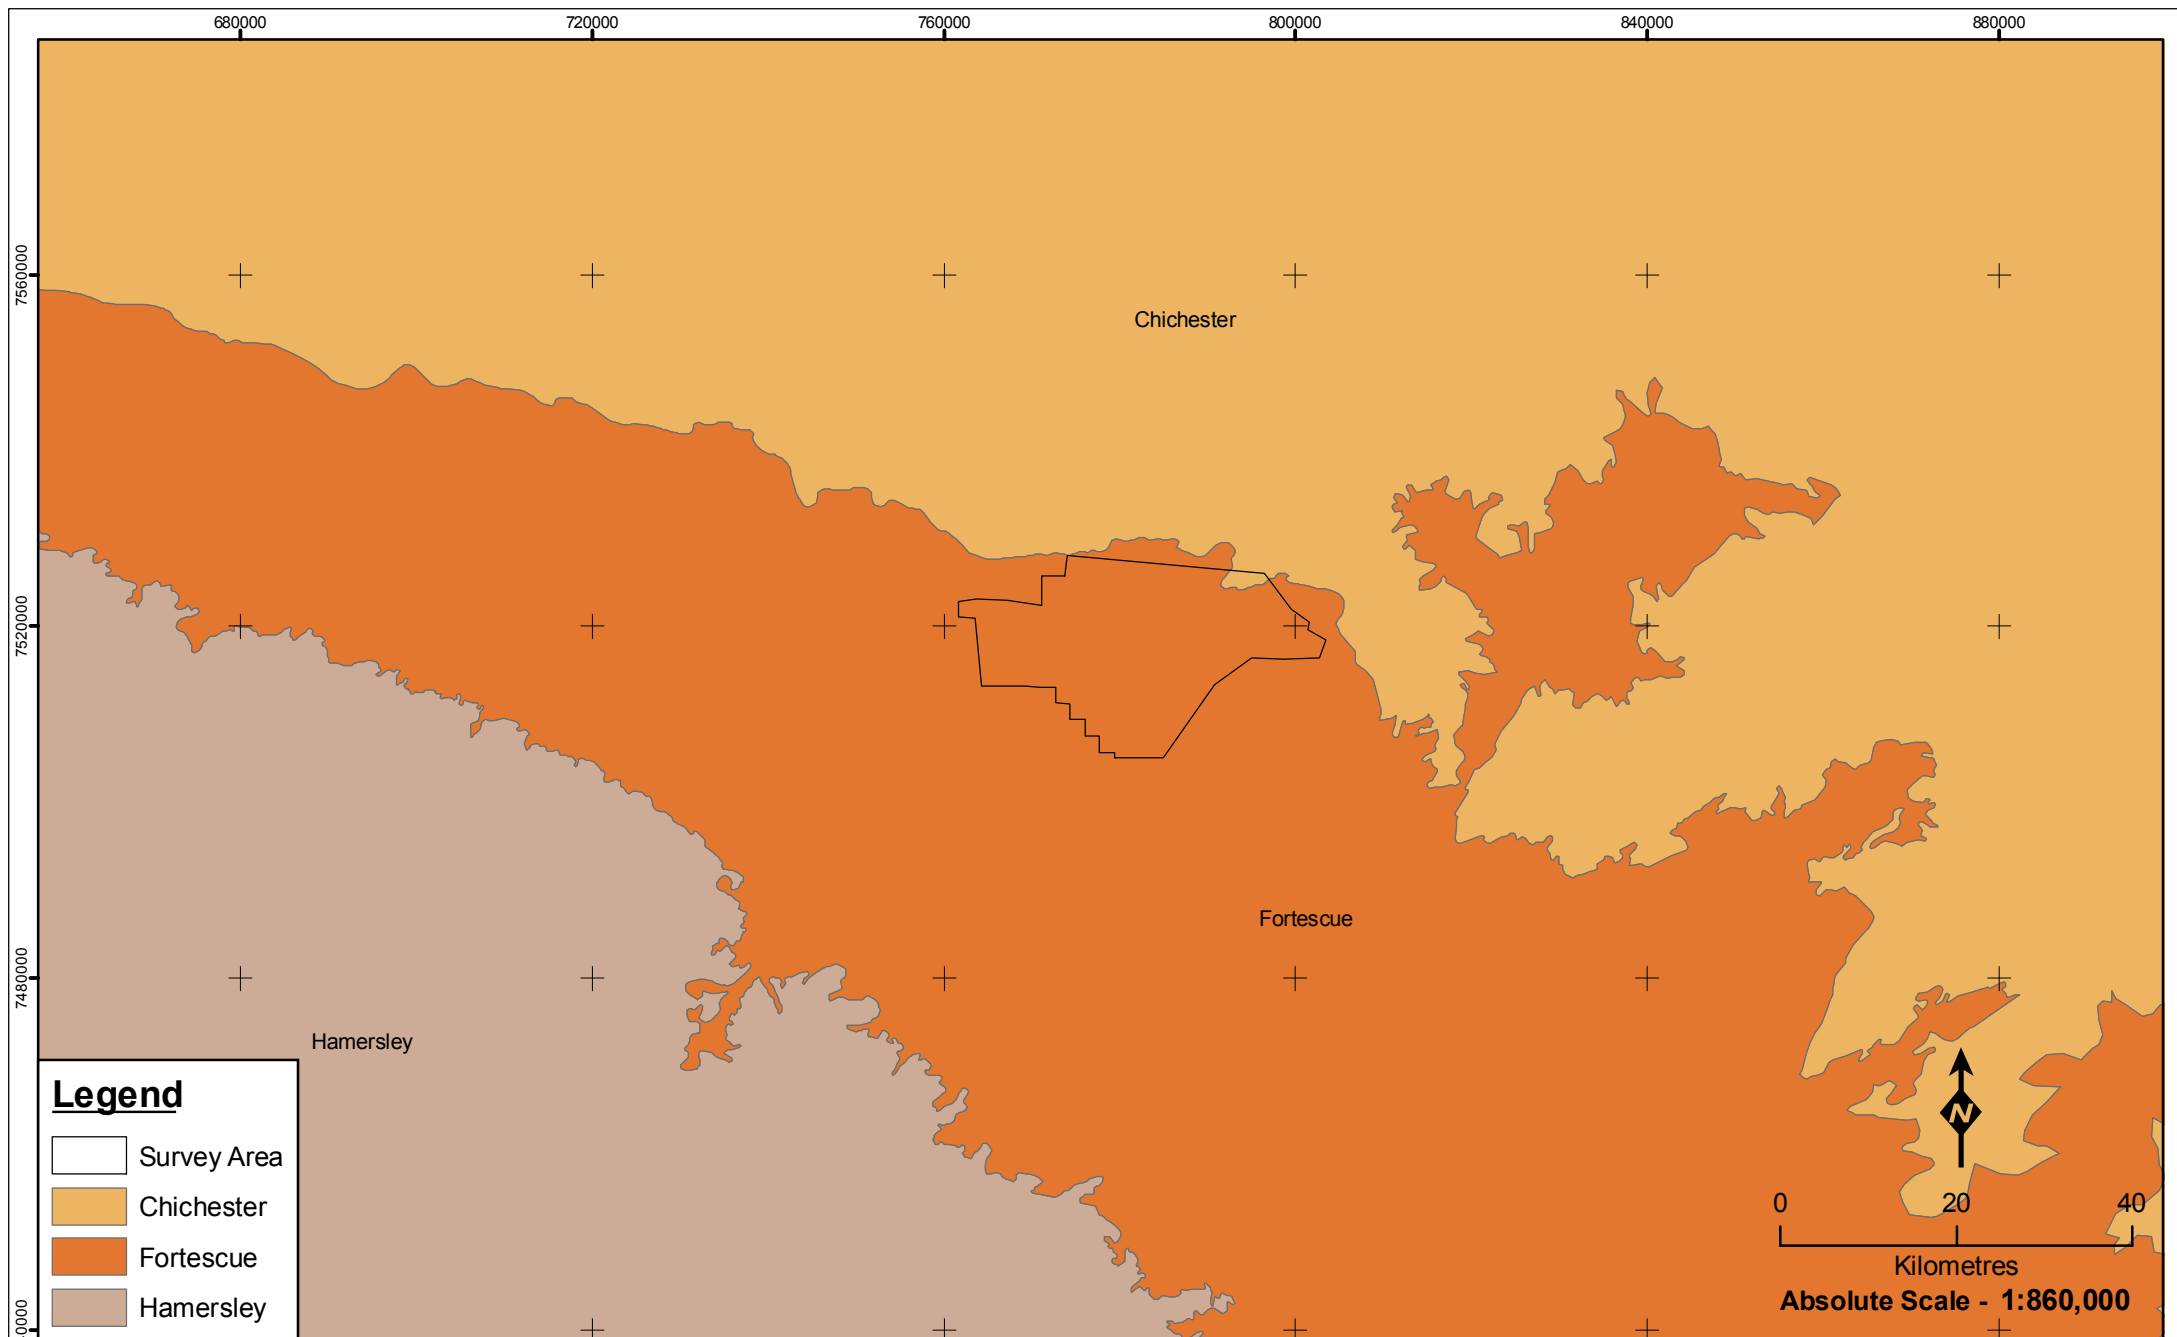 680000 720000 760000 800000 840000 880000
7560000
Chichester
7520000
Fortescue
7480000
Hamersley
Legend
Survey Area
Chichester
Fortescue
Hamersley
N
0 20 40
Kilometres
Absolute Scale - 1:860,000